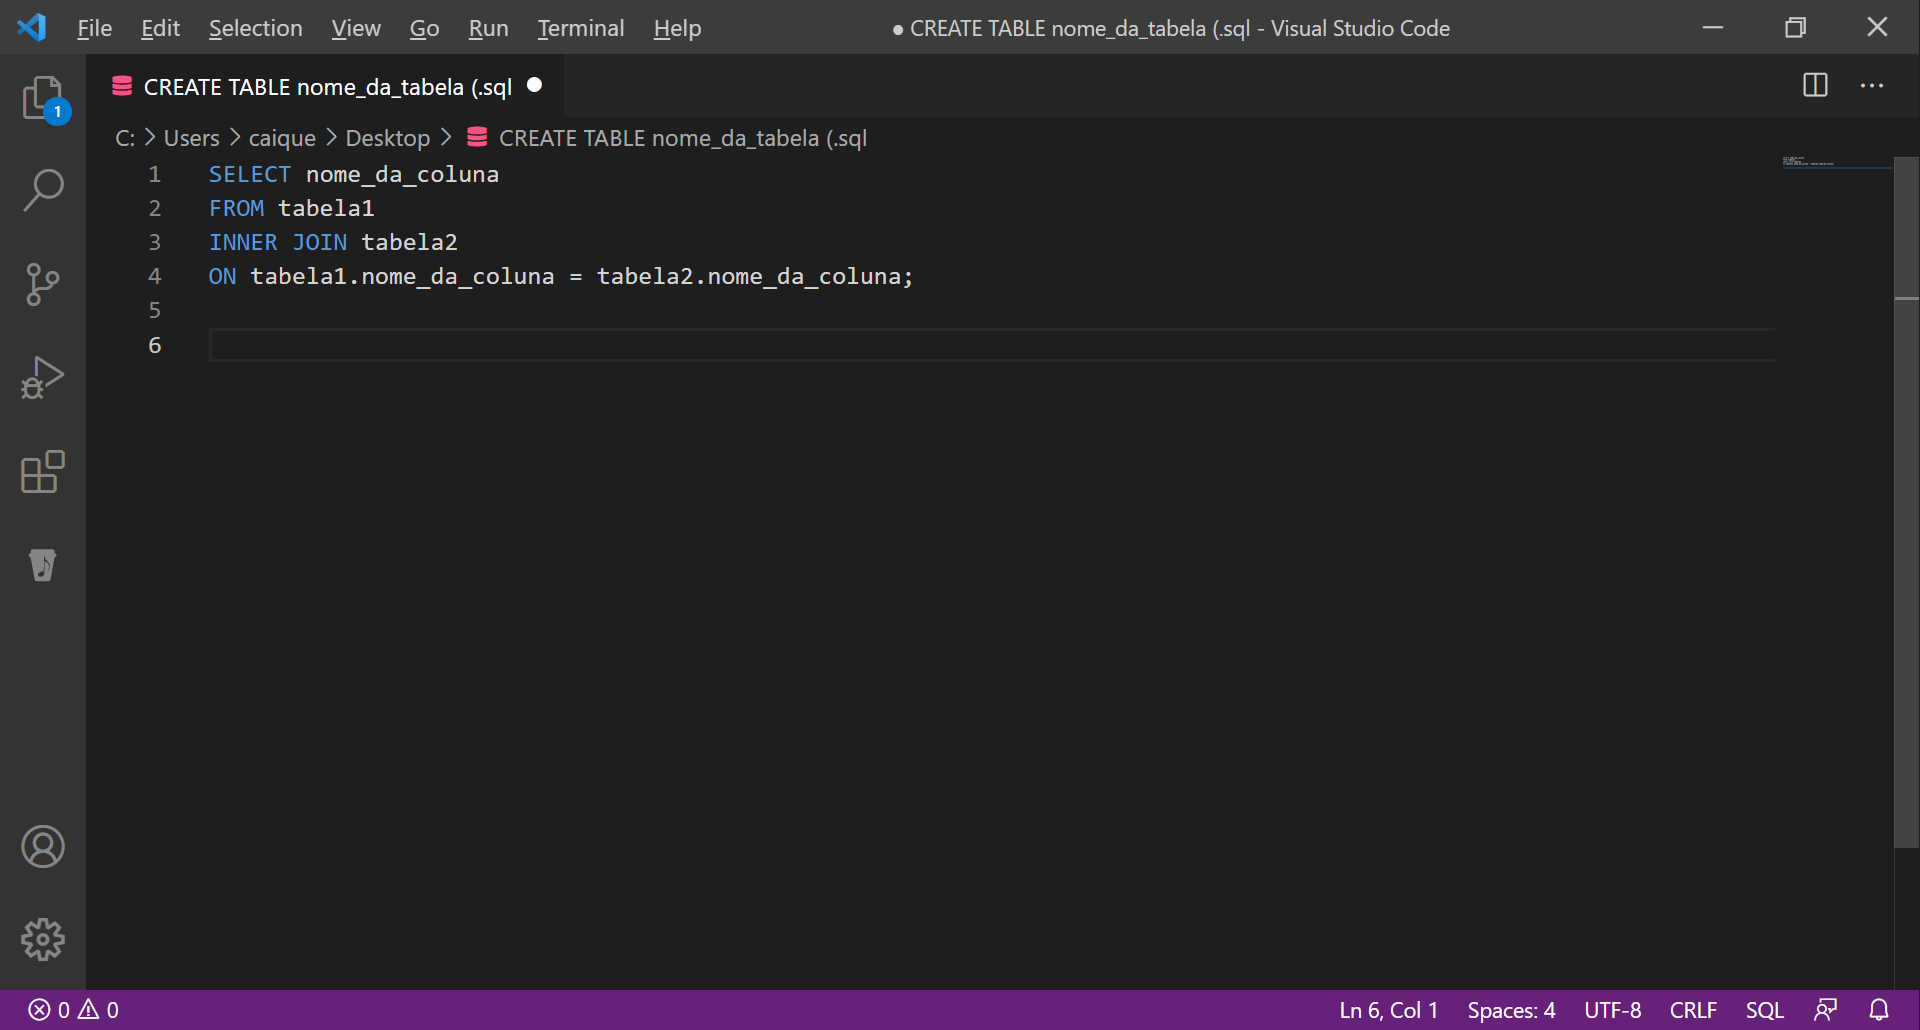 File Edit Selection View Go Run Terminal Help ● CREATE TABLE nome_da_tabela (.sql - Visual Studio Code
CREATE TABLE nome_da_tabela (.sql
1
C: > Users > caique > Desktop > CREATE TABLE nome_da_tabela (.sql
1 SELECT nome_da_coluna
2 FROM tabela1
3 INNER JOIN tabela2
4 ON tabela1.nome_da_coluna = tabela2.nome_da_coluna;
5
6
0 0 Ln 6, Col 1 Spaces: 4 UTF-8 CRLF SQL